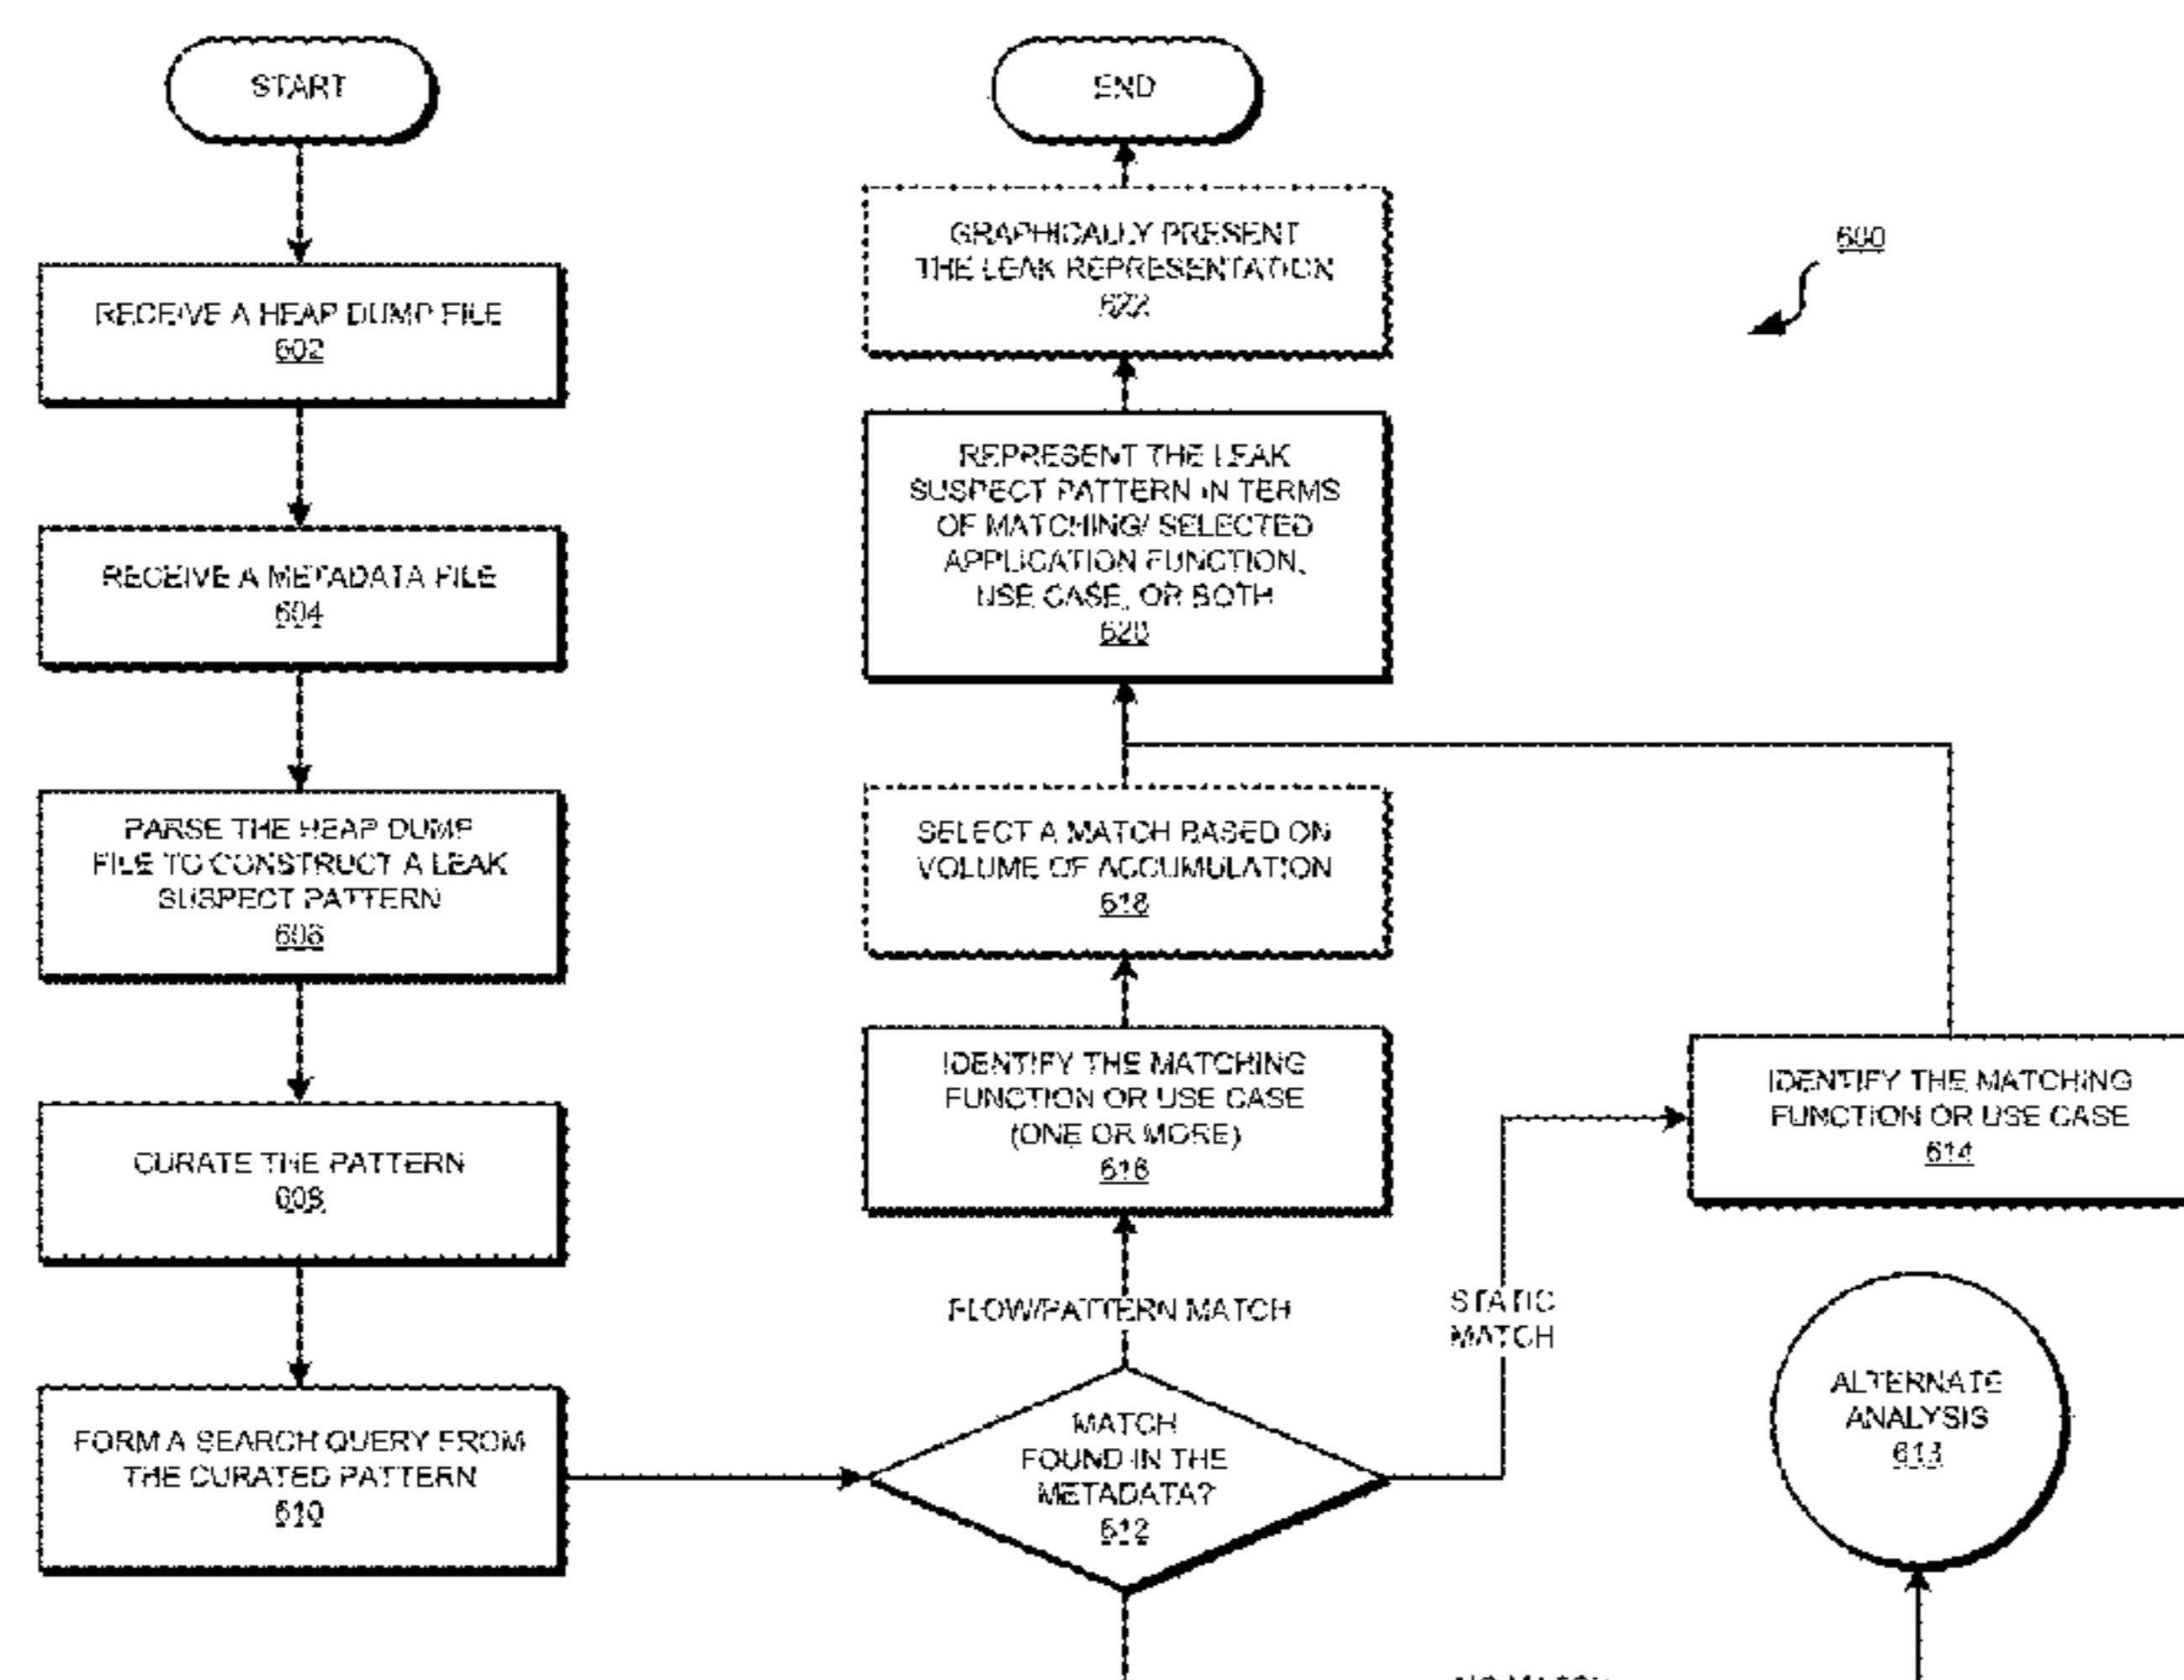 START
RECEIVE A HEAP DUMP FILE
602
RECEIVE A METADATA FILE
604
PARSE THE HEAP DUMP
FILE TO CONSTRUCT A LEAK
SUSPECT PATTERN
606
CURATE THE PATTERN
608
FORM A SEARCH QUERY FROM
THE CURATED PATTERN
610
END
GRAPHICALLY PRESENT
THE LEAK REPRESENTATION
622
REPRESENT THE LEAK
SUSPECT PATTERN IN TERMS
OF MATCHING/ SELECTED
APPLICATION FUNCTION,
USE CASE, OR BOTH
620
SELECT A MATCH BASED ON
VOLUME OF ACCUMULATION
618
IDENTIFY THE MATCHING
FUNCTION OR USE CASE
(ONE OR MORE)
616
FLOW/PATTERN MATCH
MATCH
FOUND IN THE
METADATA?
612
600
STATIC
MATCH
IDENTIFY THE MATCHING
FUNCTION OR USE CASE
614
ALTERNATE
ANALYSIS
613